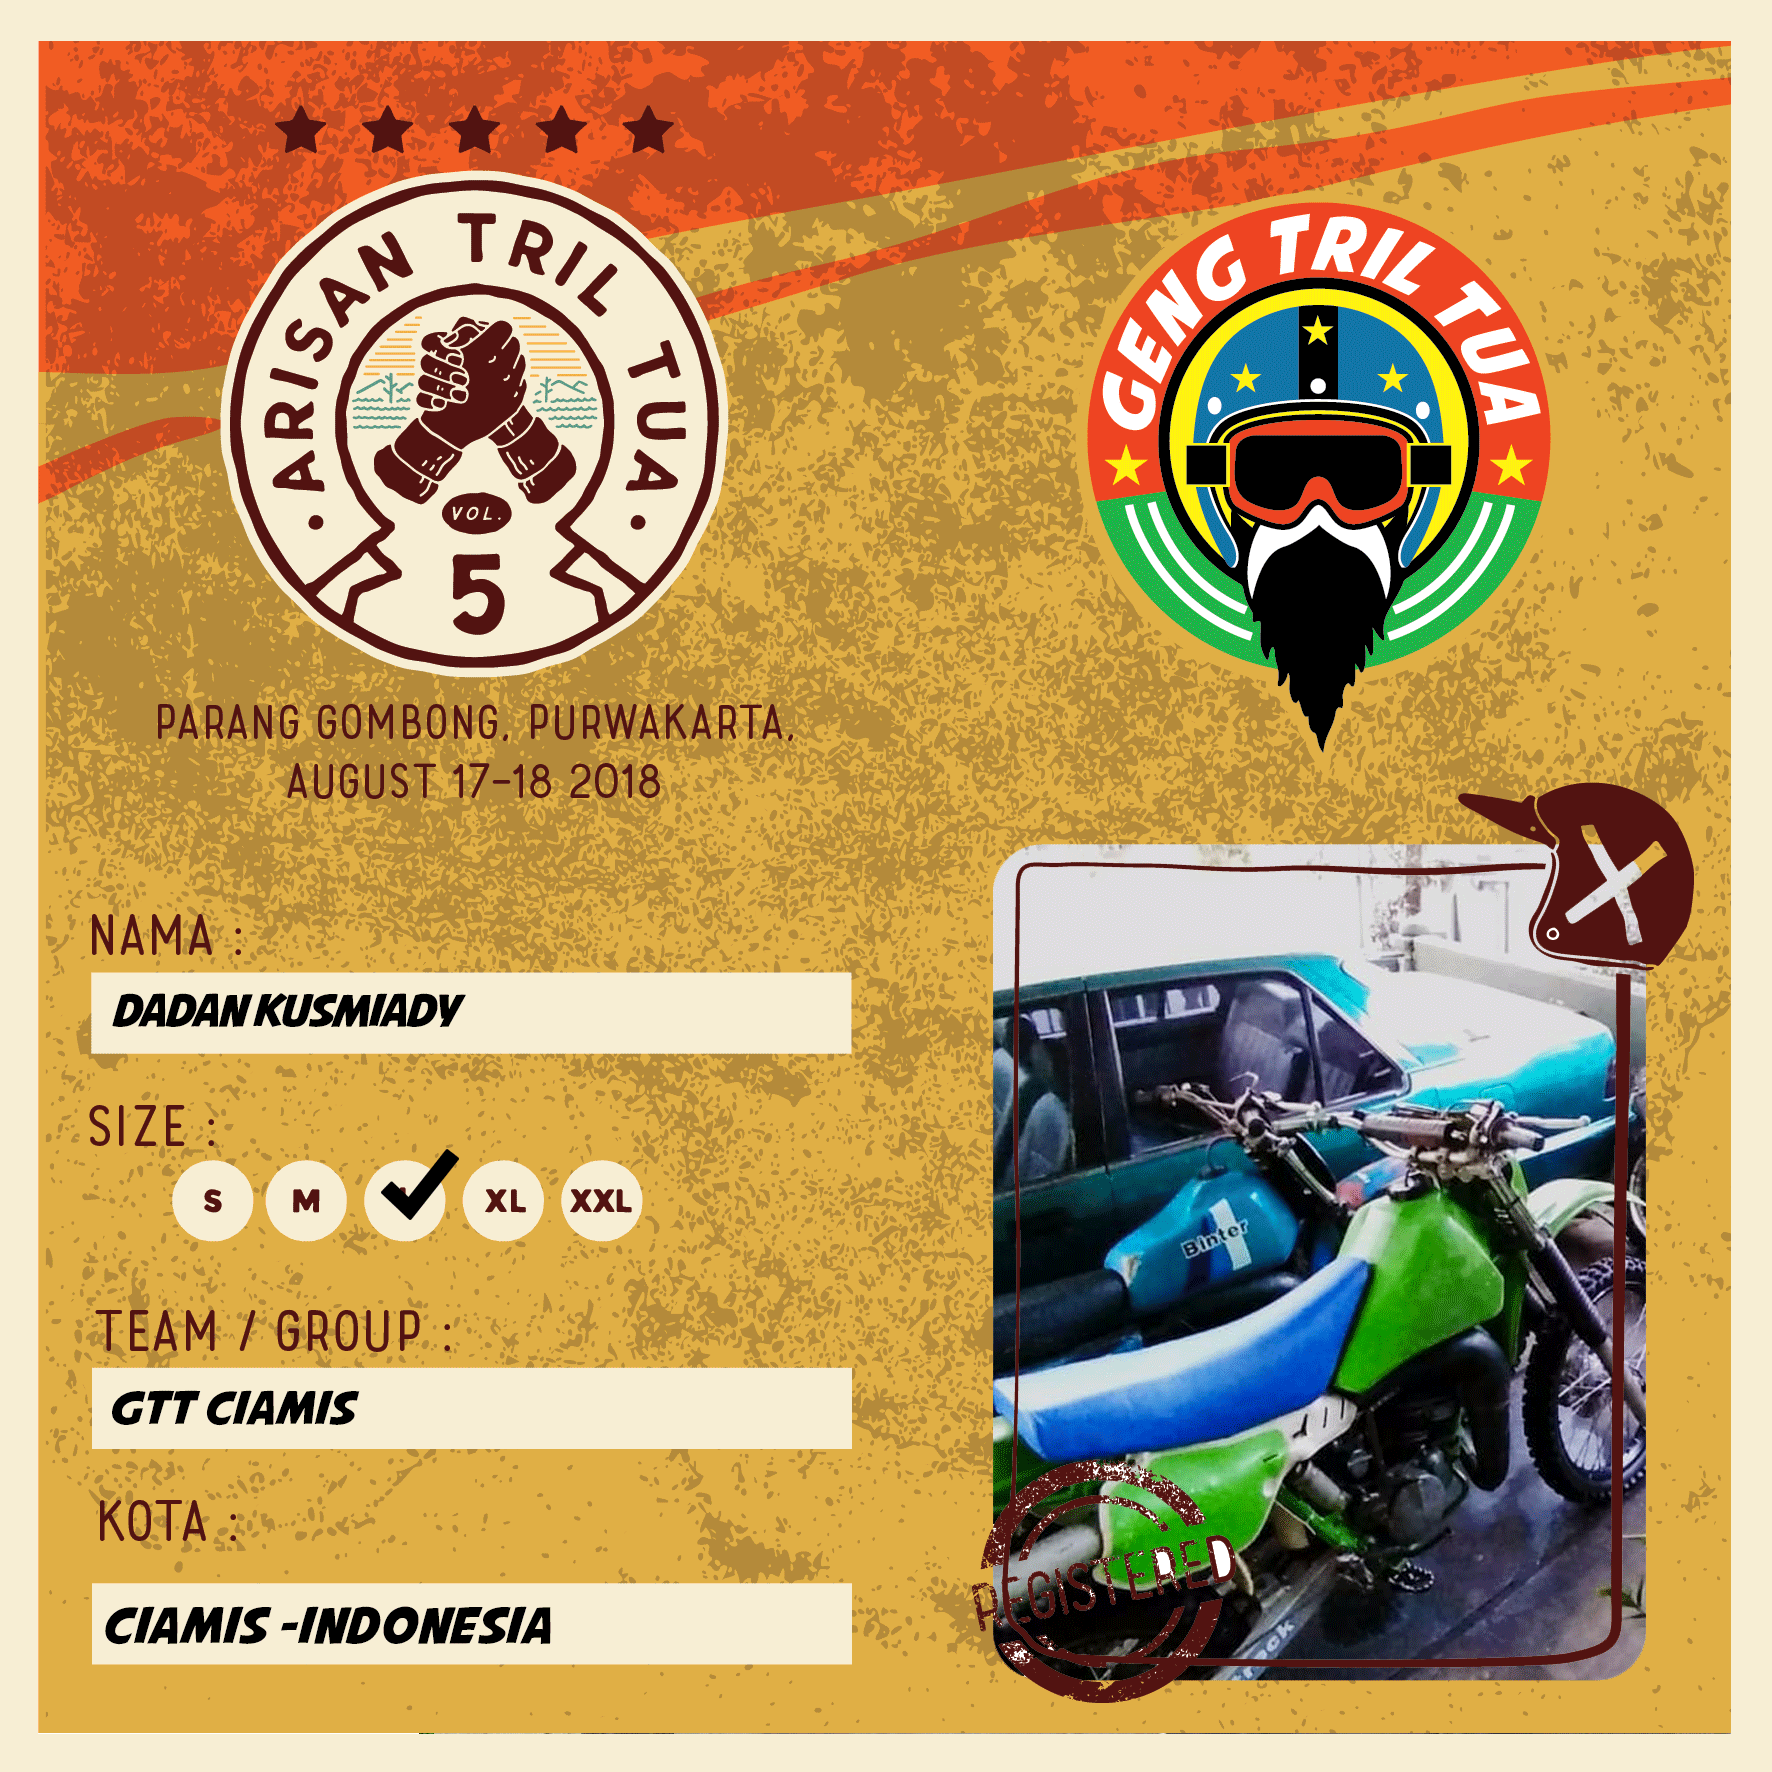 ARISAN TRIL TUA
VOL.
5
GENG TRIL TUA
PARANG GOMBONG, PURWAKARTA,
AUGUST 17-18 2018
NAMA :
DADAN KUSMIADY
SIZE :
S M XL XXL
TEAM / GROUP :
GTT CIAMIS
KOTA :
CIAMIS -INDONESIA
Binter
REGISTERED